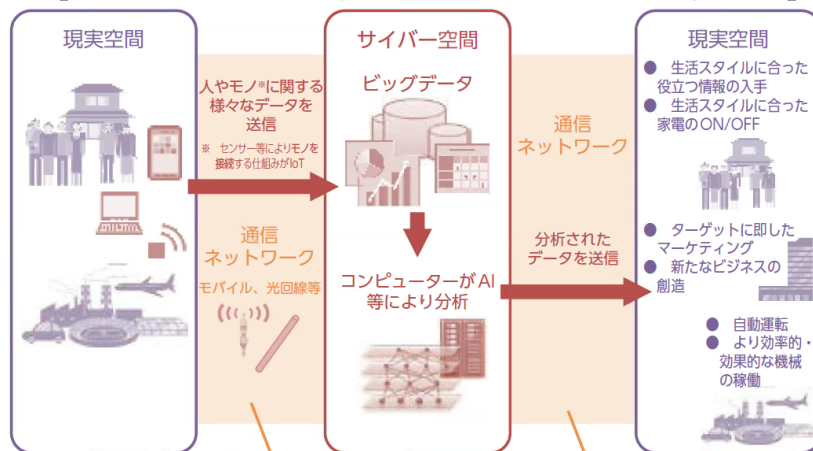 現実空間
人やモノ※に関する
様々なデータを
送信
※ センサー等によりモノを
接続する仕組みがIoT
通信
ネットワーク
モバイル、光回線等
サイバー空間
ビッグデータ
コンピューターがAI
等により分析
通信
ネットワーク
分析された
データを送信
現実空間
● 生活スタイルに合った
役立つ情報の入手
● 生活スタイルに合った
家電のON/OFF
● ターゲットに即した
マーケティング
● 新たなビジネスの
創造
● 自動運転
● より効率的・
効果的な機械
の稼働